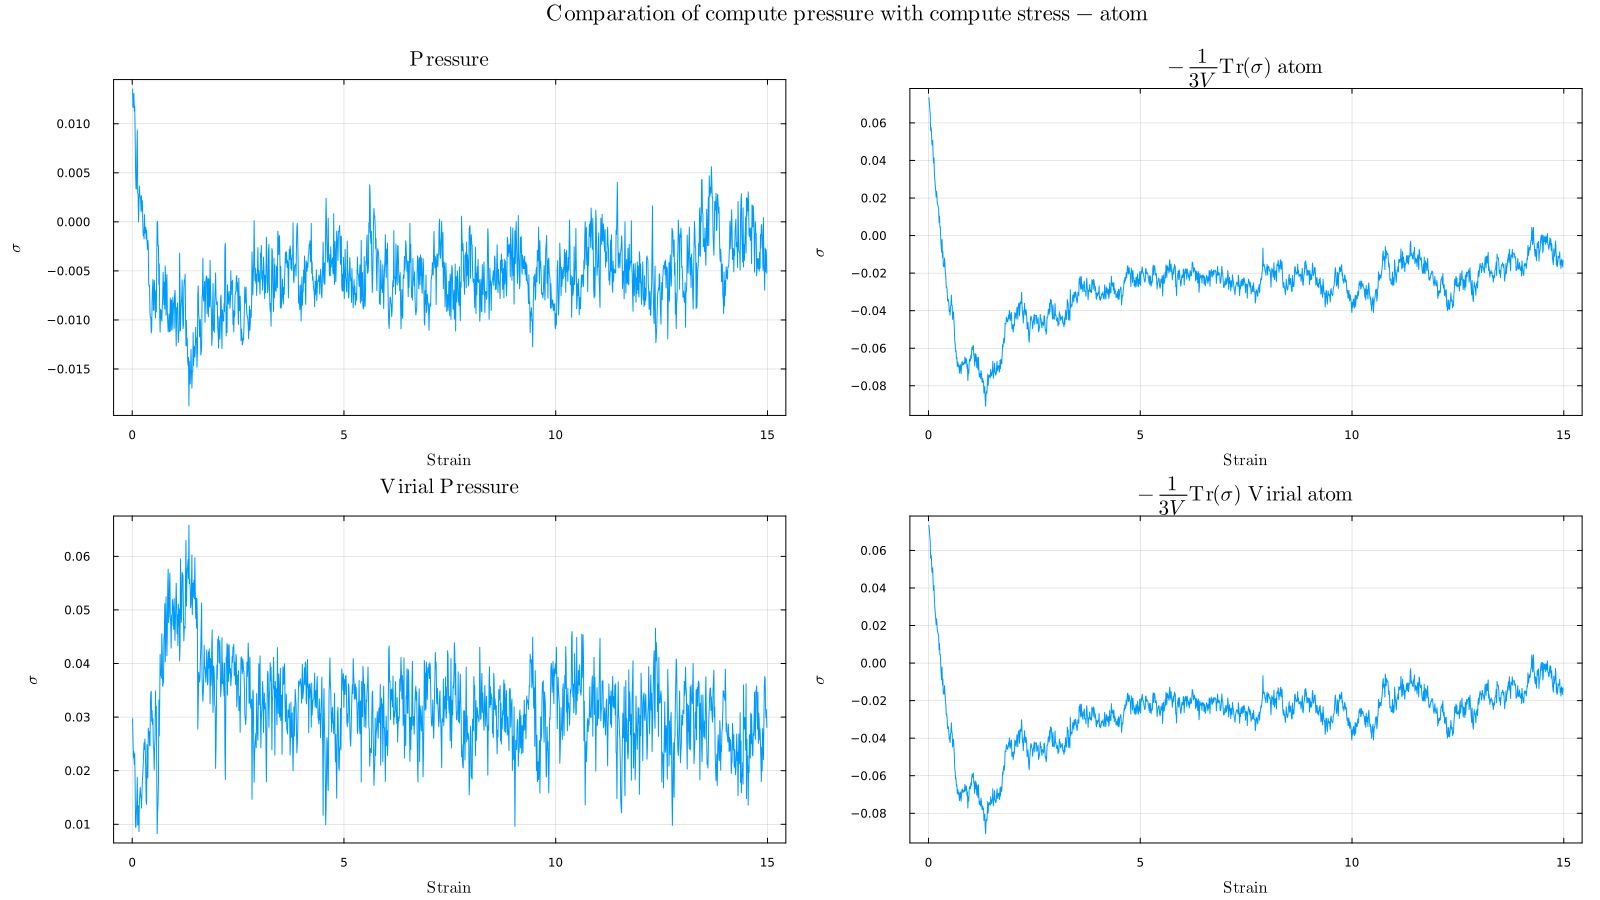 Comparation of compute pressure with compute stress − atom
Pressure
σ
0.010
0.005
0.000
−0.005
−0.010
−0.015
0 5 10 15
Strain
− 1/3V Tr(σ) atom
σ
0.06
0.04
0.02
0.00
−0.02
−0.04
−0.06
−0.08
0 5 10 15
Strain
Virial Pressure
σ
0.06
0.05
0.04
0.03
0.02
0.01
0 5 10 15
Strain
− 1/3V Tr(σ) Virial atom
σ
0.06
0.04
0.02
0.00
−0.02
−0.04
−0.06
−0.08
0 5 10 15
Strain